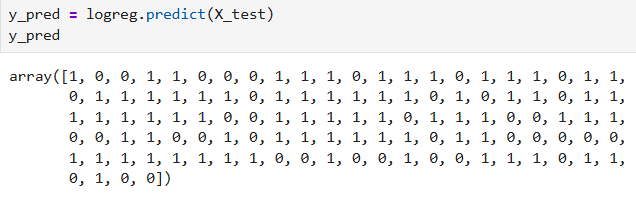 y_pred = logreg.predict(X_test)
y_pred
array([1, 0, 0, 1, 1, 0, 0, 0, 1, 1, 1, 0, 1, 1, 1, 0, 1, 1, 1, 0, 1, 1,
0, 1, 1, 1, 1, 1, 1, 0, 1, 1, 1, 1, 1, 1, 0, 1, 0, 1, 1, 0, 1, 1,
1, 1, 1, 1, 1, 1, 0, 0, 1, 1, 1, 1, 1, 0, 1, 1, 1, 0, 0, 1, 1, 1,
0, 0, 1, 1, 0, 0, 1, 0, 1, 1, 1, 1, 1, 1, 0, 1, 1, 0, 0, 0, 0, 0,
1, 1, 1, 1, 1, 1, 1, 1, 0, 0, 1, 0, 0, 1, 0, 0, 1, 1, 1, 0, 1, 1,
0, 1, 0, 0])